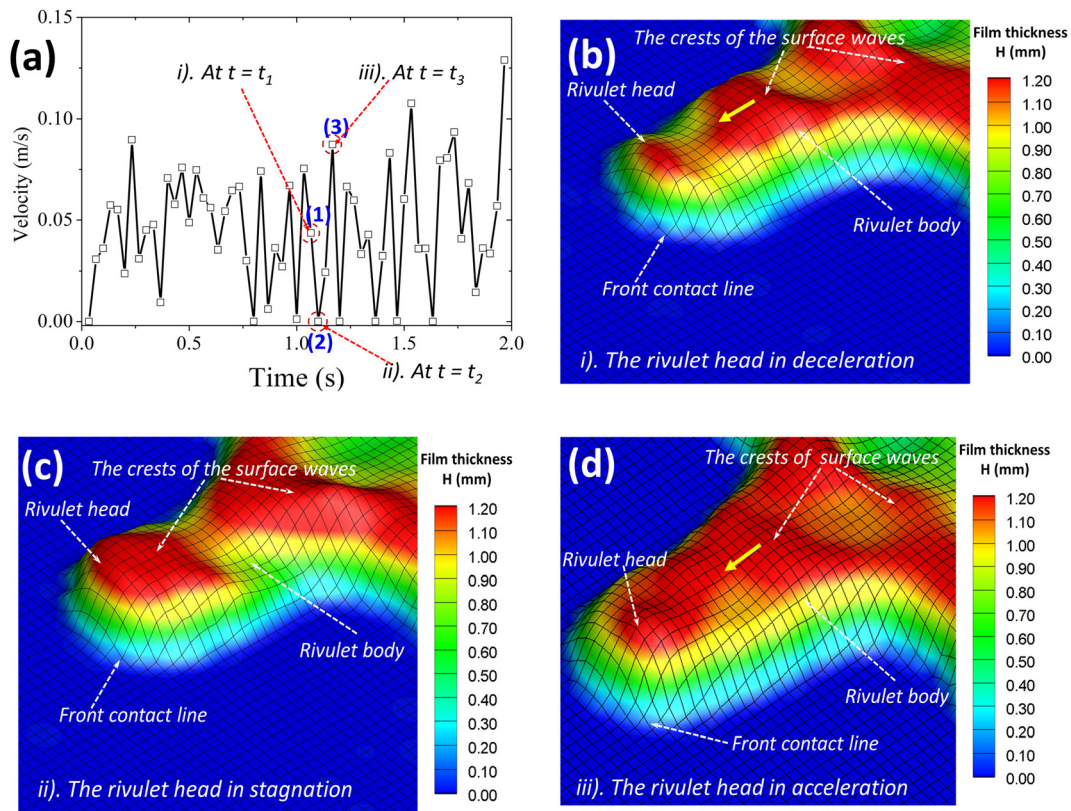 (a)
0.15
0.10
0.05
0.00
Velocity (m/s)
0.0
0.5
1.0
1.5
2.0
Time (s)
i). At t = t1
iii). At t = t3
(3)
(1)
(2)
ii). At t = t2
(b)
The crests of the surface waves
Rivulet head
Rivulet body
Front contact line
i). The rivulet head in deceleration
Film thickness
H (mm)
1.20
1.10
1.00
0.90
0.80
0.70
0.60
0.50
0.40
0.30
0.20
0.10
0.00
(c)
The crests of the surface waves
Rivulet head
Rivulet body
Front contact line
ii). The rivulet head in stagnation
Film thickness
H (mm)
1.20
1.10
1.00
0.90
0.80
0.70
0.60
0.50
0.40
0.30
0.20
0.10
0.00
(d)
The crests of surface waves
Rivulet head
Rivulet body
Front contact line
iii). The rivulet head in acceleration
Film thickness
H (mm)
1.20
1.10
1.00
0.90
0.80
0.70
0.60
0.50
0.40
0.30
0.20
0.10
0.00